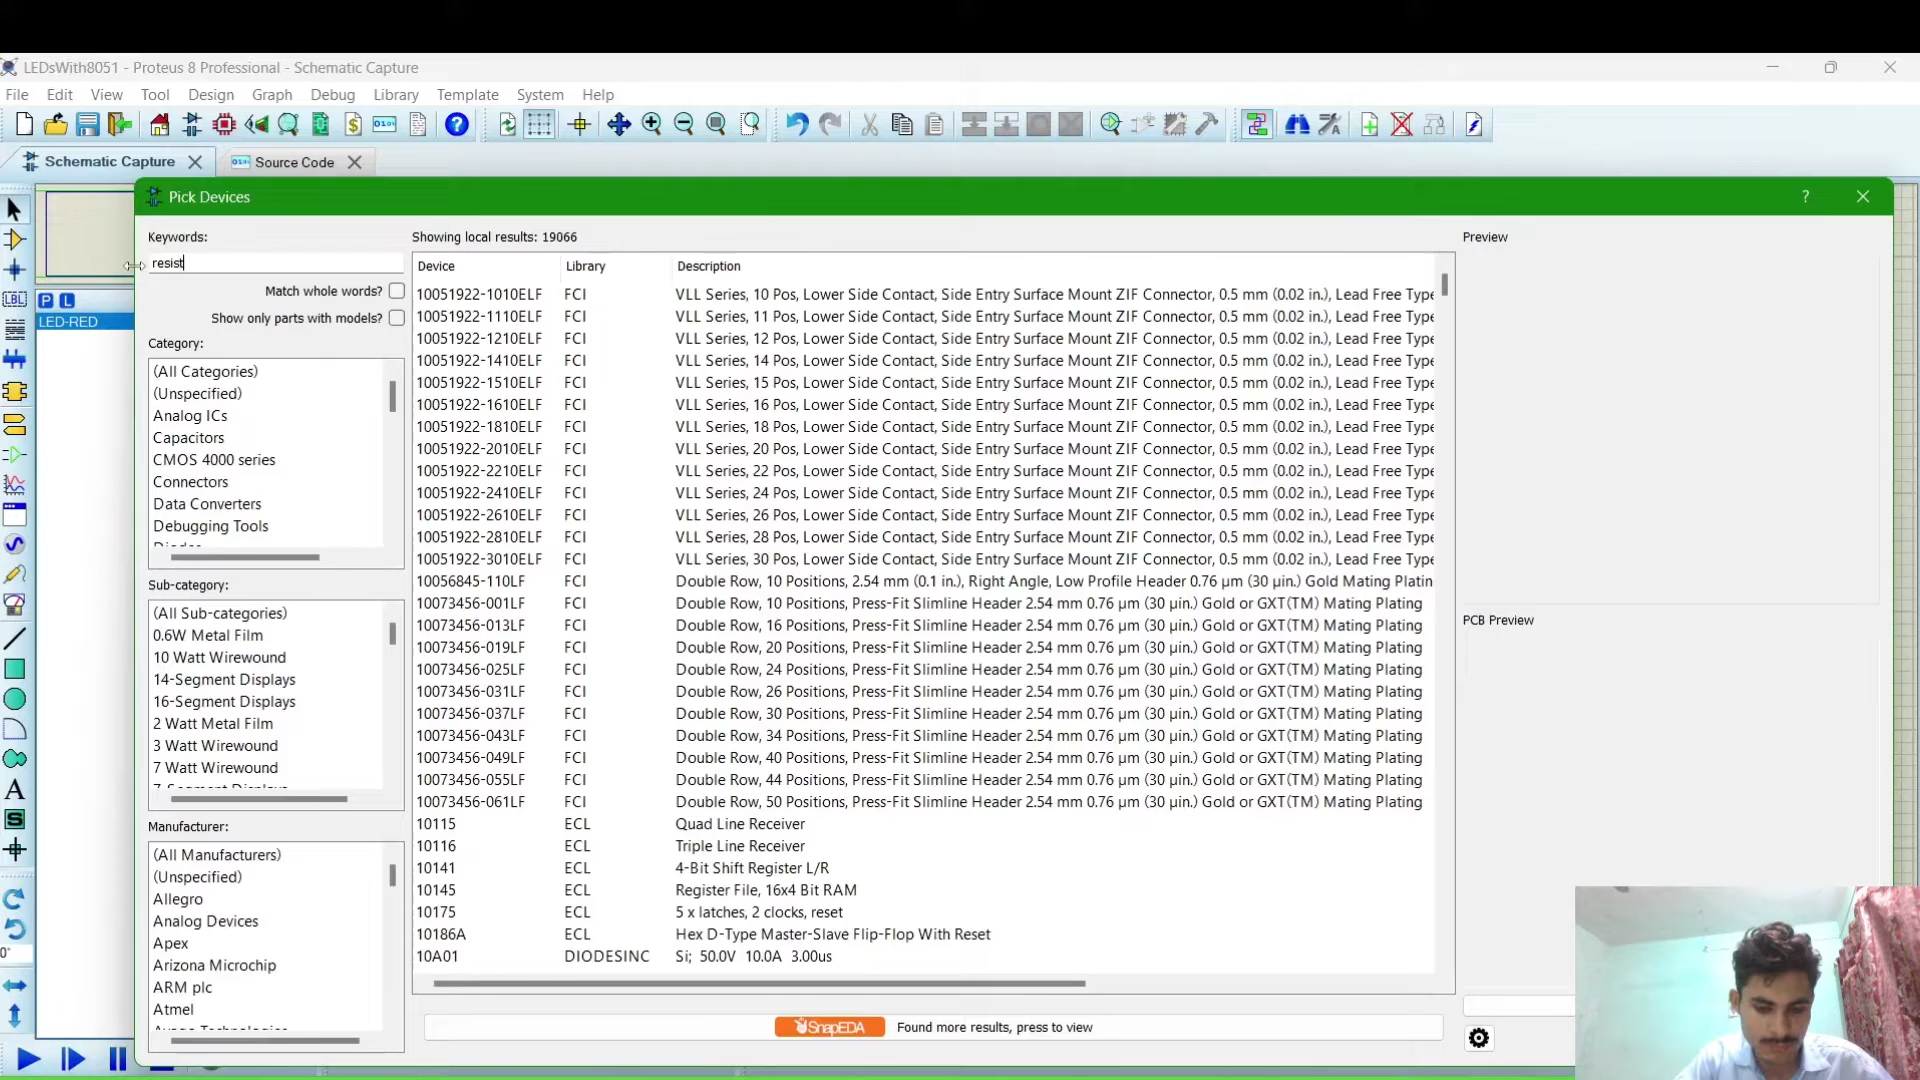 LEDsWith8051 - Proteus 8 Professional - Schematic Capture
File Edit View Tool Design Graph Debug Library Template System Help
Schematic Capture Source Code
Pick Devices
Keywords:
resist
Match whole words?
Show only parts with models?
P L
LED-RED
LBL
Category:
(All Categories)
(Unspecified)
Analog ICs
Capacitors
CMOS 4000 series
Connectors
Data Converters
Debugging Tools
Sub-category:
(All Sub-categories)
0.6W Metal Film
10 Watt Wirewound
14-Segment Displays
16-Segment Displays
2 Watt Metal Film
3 Watt Wirewound
7 Watt Wirewound
Manufacturer:
(All Manufacturers)
(Unspecified)
Allegro
Analog Devices
Apex
Arizona Microchip
ARM plc
Atmel
Showing local results: 19066
Device Library Description
10051922-1010ELF FCI VLL Series, 10 Pos, Lower Side Contact, Side Entry Surface Mount ZIF Connector, 0.5 mm (0.02 in.), Lead Free Type
10051922-1110ELF FCI VLL Series, 11 Pos, Lower Side Contact, Side Entry Surface Mount ZIF Connector, 0.5 mm (0.02 in.), Lead Free Type
10051922-1210ELF FCI VLL Series, 12 Pos, Lower Side Contact, Side Entry Surface Mount ZIF Connector, 0.5 mm (0.02 in.), Lead Free Type
10051922-1410ELF FCI VLL Series, 14 Pos, Lower Side Contact, Side Entry Surface Mount ZIF Connector, 0.5 mm (0.02 in.), Lead Free Type
10051922-1510ELF FCI VLL Series, 15 Pos, Lower Side Contact, Side Entry Surface Mount ZIF Connector, 0.5 mm (0.02 in.), Lead Free Type
10051922-1610ELF FCI VLL Series, 16 Pos, Lower Side Contact, Side Entry Surface Mount ZIF Connector, 0.5 mm (0.02 in.), Lead Free Type
10051922-1810ELF FCI VLL Series, 18 Pos, Lower Side Contact, Side Entry Surface Mount ZIF Connector, 0.5 mm (0.02 in.), Lead Free Type
10051922-2010ELF FCI VLL Series, 20 Pos, Lower Side Contact, Side Entry Surface Mount ZIF Connector, 0.5 mm (0.02 in.), Lead Free Type
10051922-2210ELF FCI VLL Series, 22 Pos, Lower Side Contact, Side Entry Surface Mount ZIF Connector, 0.5 mm (0.02 in.), Lead Free Type
10051922-2410ELF FCI VLL Series, 24 Pos, Lower Side Contact, Side Entry Surface Mount ZIF Connector, 0.5 mm (0.02 in.), Lead Free Type
10051922-2610ELF FCI VLL Series, 26 Pos, Lower Side Contact, Side Entry Surface Mount ZIF Connector, 0.5 mm (0.02 in.), Lead Free Type
10051922-2810ELF FCI VLL Series, 28 Pos, Lower Side Contact, Side Entry Surface Mount ZIF Connector, 0.5 mm (0.02 in.), Lead Free Type
10051922-3010ELF FCI VLL Series, 30 Pos, Lower Side Contact, Side Entry Surface Mount ZIF Connector, 0.5 mm (0.02 in.), Lead Free Type
10056845-110LF FCI Double Row, 10 Positions, 2.54 mm (0.1 in.), Right Angle, Low Profile Header 0.76 µm (30 µin.) Gold Mating Platin
10073456-001LF FCI Double Row, 10 Positions, Press-Fit Slimline Header 2.54 mm 0.76 µm (30 µin.) Gold or GXT(TM) Mating Plating
10073456-013LF FCI Double Row, 16 Positions, Press-Fit Slimline Header 2.54 mm 0.76 µm (30 µin.) Gold or GXT(TM) Mating Plating
10073456-019LF FCI Double Row, 20 Positions, Press-Fit Slimline Header 2.54 mm 0.76 µm (30 µin.) Gold or GXT(TM) Mating Plating
10073456-025LF FCI Double Row, 24 Positions, Press-Fit Slimline Header 2.54 mm 0.76 µm (30 µin.) Gold or GXT(TM) Mating Plating
10073456-031LF FCI Double Row, 26 Positions, Press-Fit Slimline Header 2.54 mm 0.76 µm (30 µin.) Gold or GXT(TM) Mating Plating
10073456-037LF FCI Double Row, 30 Positions, Press-Fit Slimline Header 2.54 mm 0.76 µm (30 µin.) Gold or GXT(TM) Mating Plating
10073456-043LF FCI Double Row, 34 Positions, Press-Fit Slimline Header 2.54 mm 0.76 µm (30 µin.) Gold or GXT(TM) Mating Plating
10073456-049LF FCI Double Row, 40 Positions, Press-Fit Slimline Header 2.54 mm 0.76 µm (30 µin.) Gold or GXT(TM) Mating Plating
10073456-055LF FCI Double Row, 44 Positions, Press-Fit Slimline Header 2.54 mm 0.76 µm (30 µin.) Gold or GXT(TM) Mating Plating
10073456-061LF FCI Double Row, 50 Positions, Press-Fit Slimline Header 2.54 mm 0.76 µm (30 µin.) Gold or GXT(TM) Mating Plating
10115 ECL Quad Line Receiver
10116 ECL Triple Line Receiver
10141 ECL 4-Bit Shift Register L/R
10145 ECL Register File, 16x4 Bit RAM
10175 ECL 5 x latches, 2 clocks, reset
10186A ECL Hex D-Type Master-Slave Flip-Flop With Reset
10A01 DIODESINC Si; 50.0V 10.0A 3.00us
SnapEDA Found more results, press to view
Preview
PCB Preview